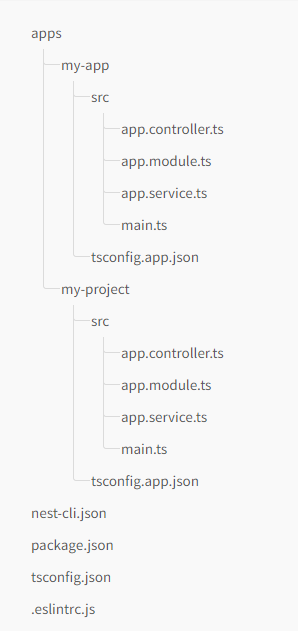 apps
my-app
src
app.controller.ts
app.module.ts
app.service.ts
main.ts
tsconfig.app.json
my-project
src
app.controller.ts
app.module.ts
app.service.ts
main.ts
tsconfig.app.json
nest-cli.json
package.json
tsconfig.json
.eslintrc.js